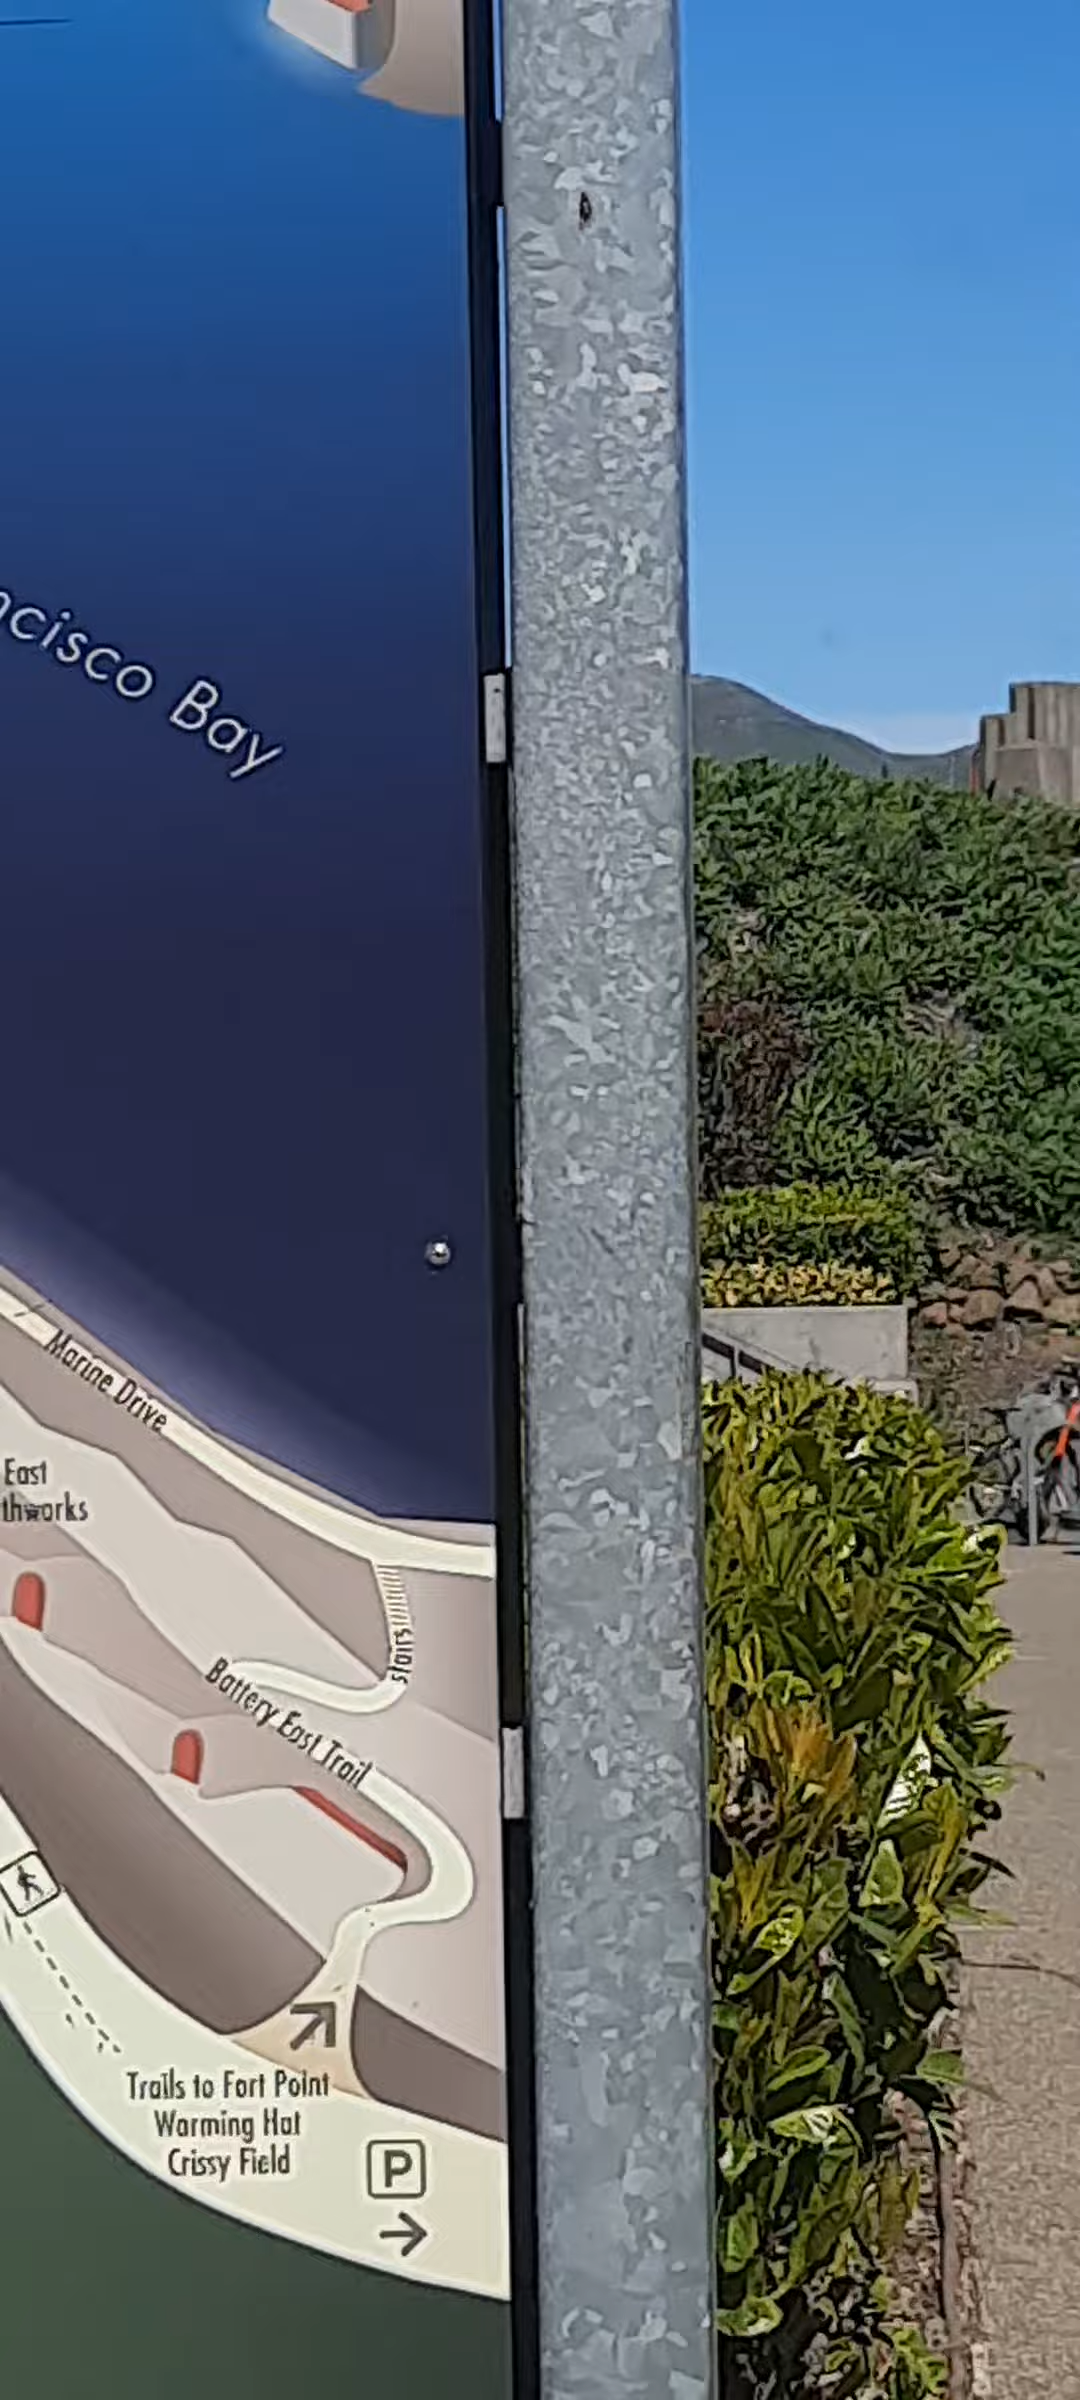 ncisco Bay
Marine Drive
East
thworks
Stairs
Battery East Trail
Trails to Fort Point
Warming Hut
Crissy Field
P